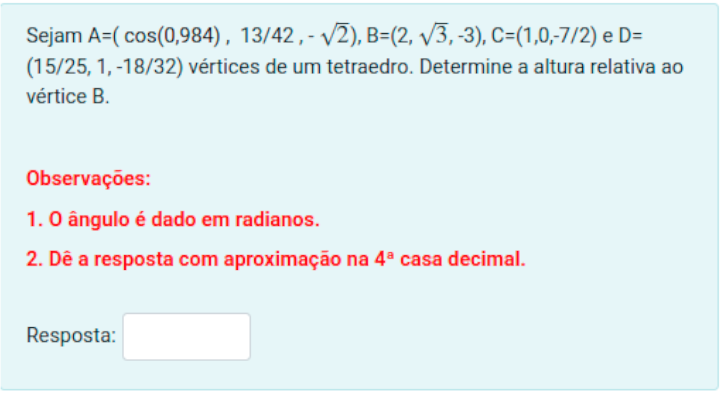 Sejam A=( cos(0,984) , 13/42 , - √2), B=(2, √3, -3), C=(1,0,-7/2) e D=
(15/25, 1, -18/32) vértices de um tetraedro. Determine a altura relativa ao
vértice B.
Observações:
1. O ângulo é dado em radianos.
2. Dê a resposta com aproximação na 4ª casa decimal.
Resposta: